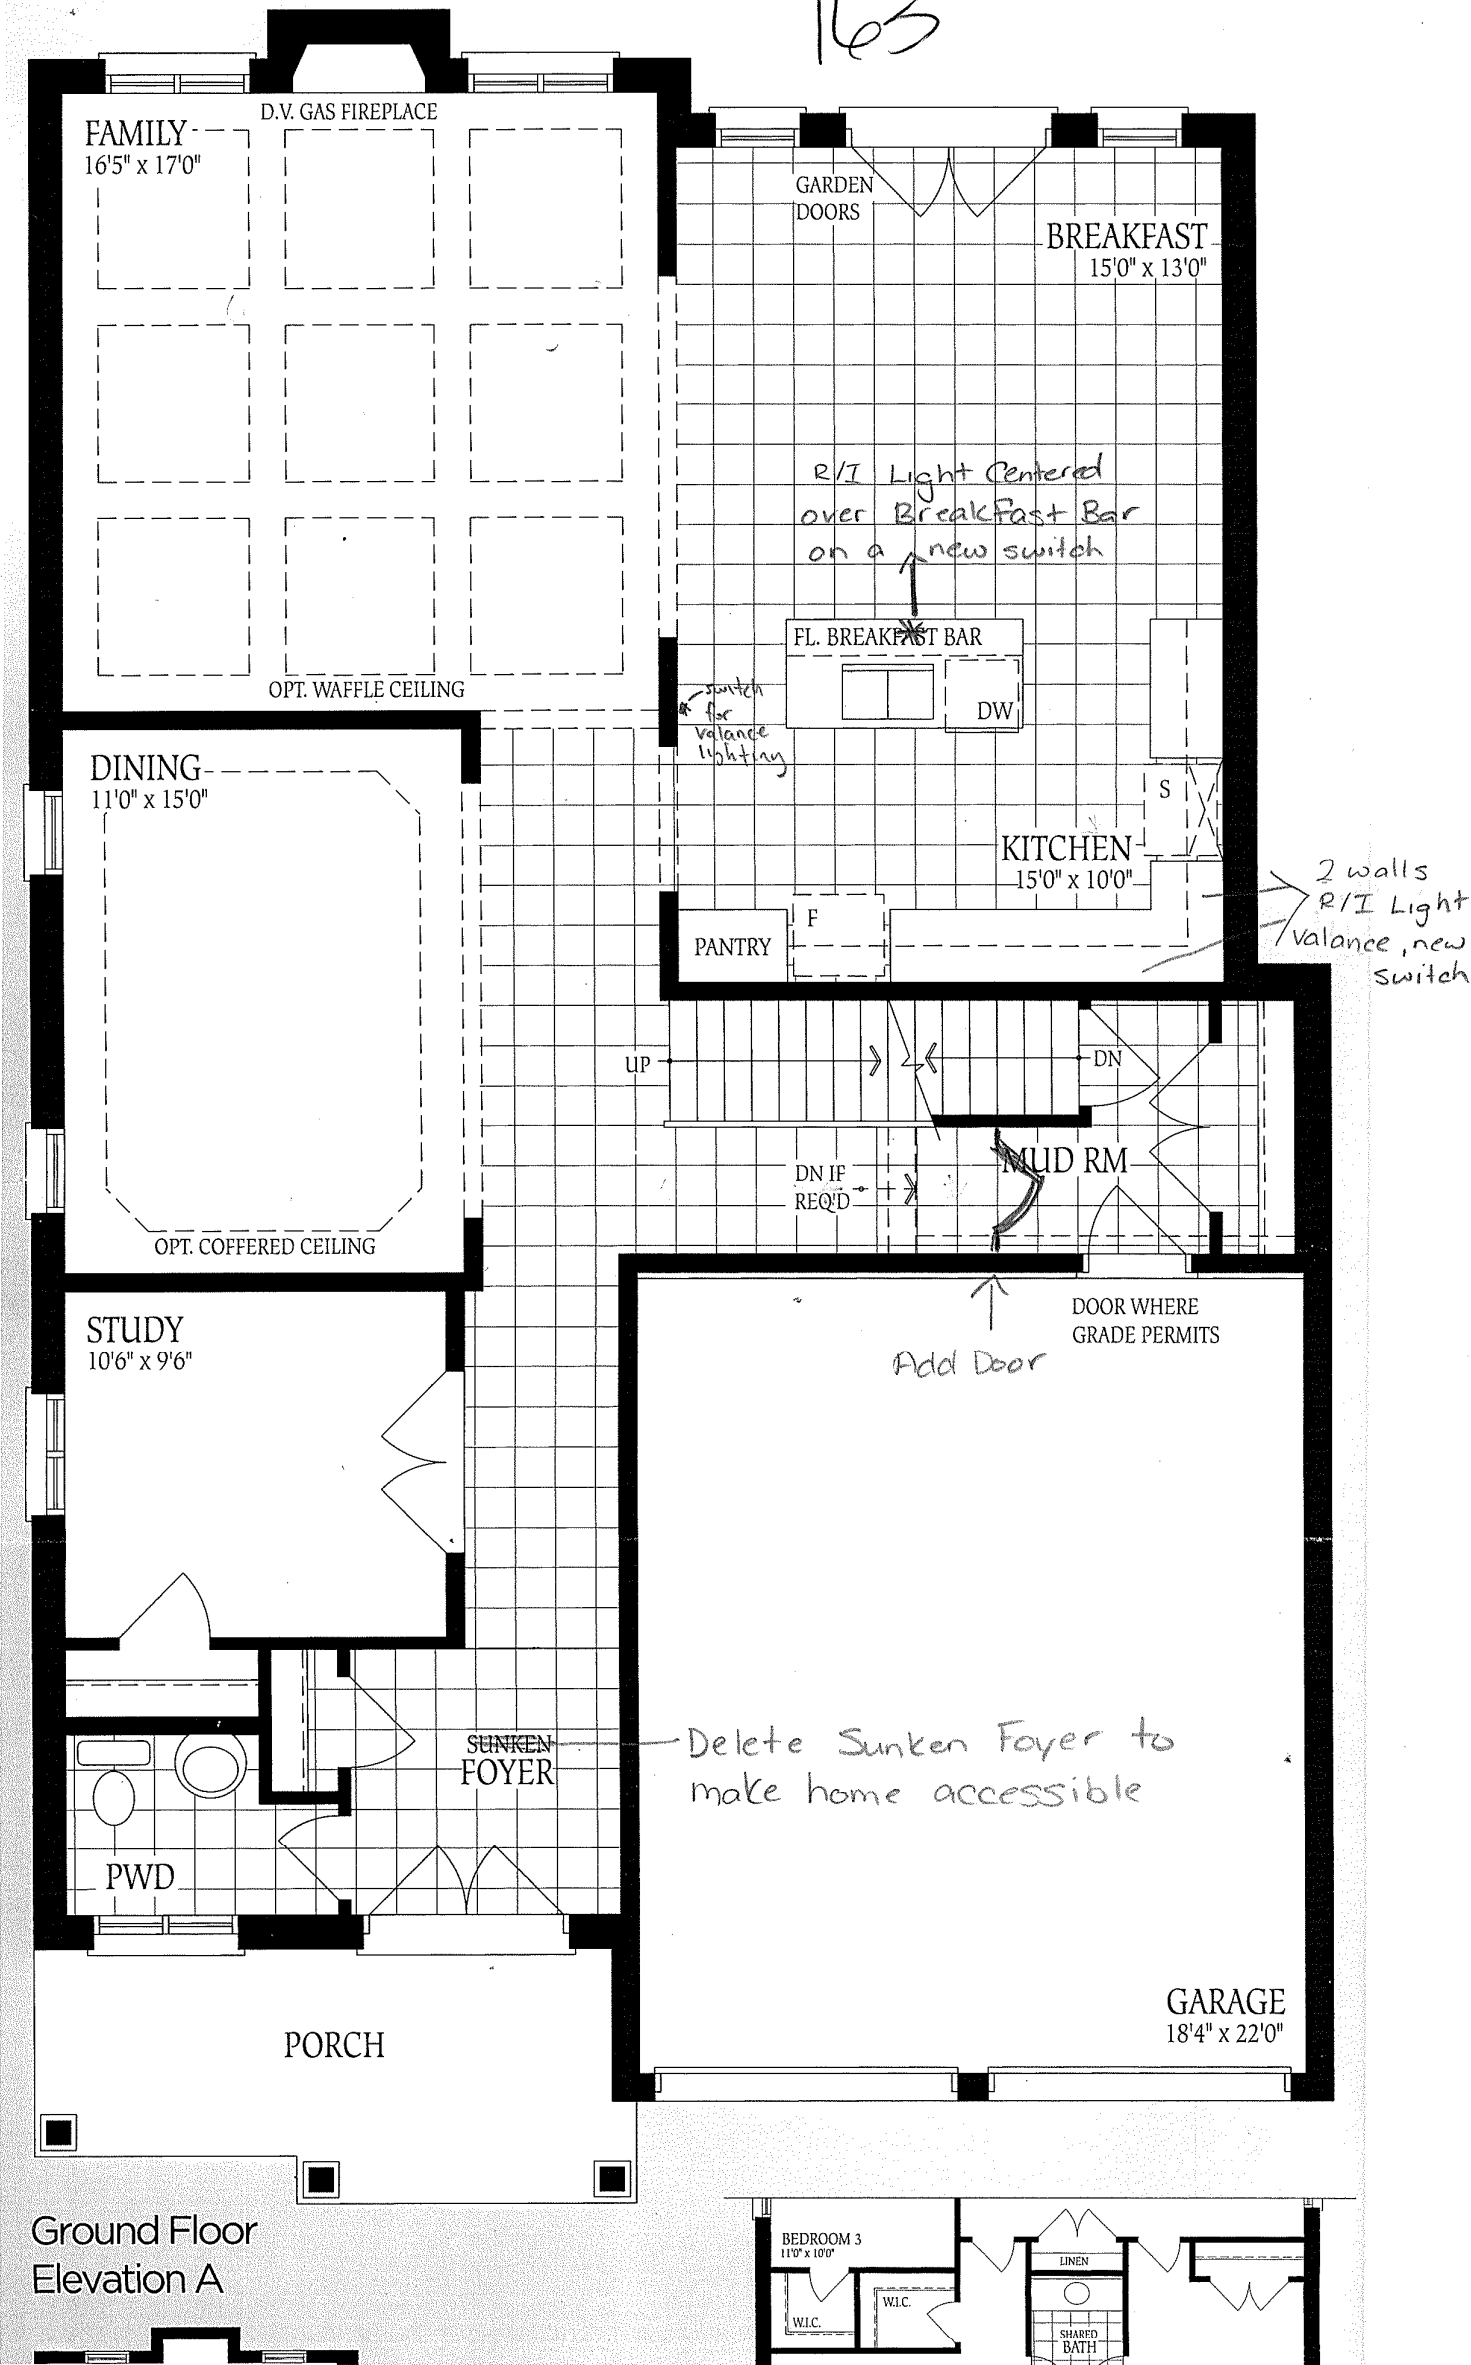 165
D.V. GAS FIREPLACE
FAMILY
16'5" x 17'0"
GARDEN
DOORS
BREAKFAST
15'0" x 13'0"
R/I Light Centered
over Breakfast Bar
on a new switch
FL. BREAKFAST BAR
DW
OPT. WAFFLE CEILING
switch
for
valance
lighting
DINING
11'0" x 15'0"
S
KITCHEN
15'0" x 10'0"
2 walls
R/I Light
valance, new
switch
F
PANTRY
UP
DN
MUD RM
DN IF
REQ'D
OPT. COFFERED CEILING
DOOR WHERE
GRADE PERMITS
Add Door
STUDY
10'6" x 9'6"
SUNKEN
FOYER
Delete Sunken Foyer to
make home accessible
PWD
GARAGE
18'4" x 22'0"
PORCH
Ground Floor
Elevation A
BEDROOM 3
11'0" x 10'0"
LINEN
W.I.C.
W.I.C.
SHARED
BATH